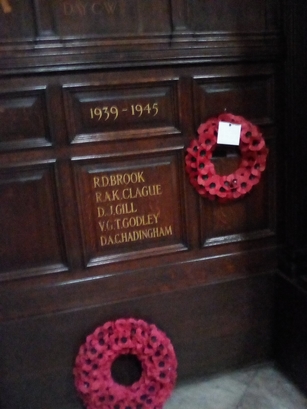 1939-1945
R.D.BROOK
R.A.K.CLAGUE
D.J.GILL
V.G.T.GODLEY
D.A.C.HADINGHAM